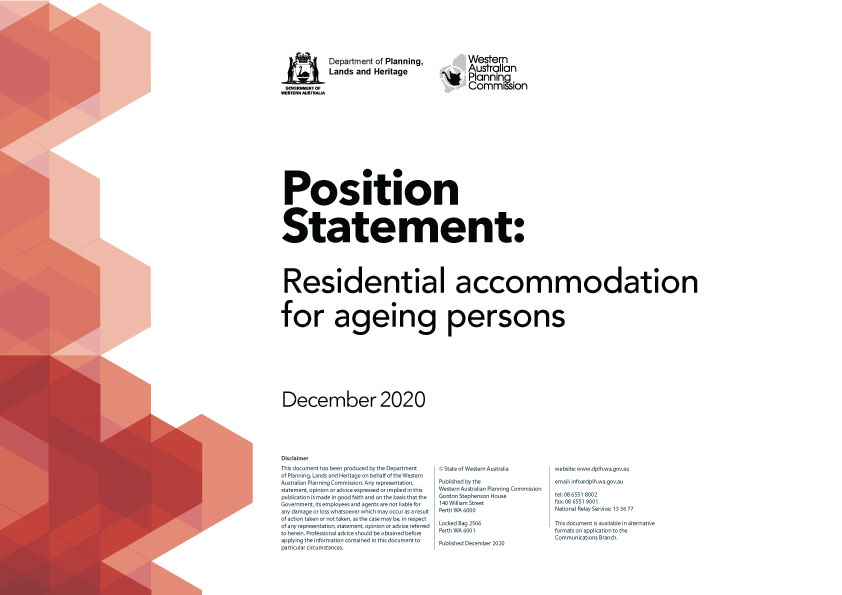 GOVERNMENT OF
WESTERN AUSTRALIA
Department of Planning,
Lands and Heritage
Western
Australian
Planning
Commission
Position
Statement:
Residential accommodation
for ageing persons
December 2020
Disclaimer
This document has been produced by the Department
of Planning, Lands and Heritage on behalf of the Western
Australian Planning Commission. Any representation,
statement, opinion or advice expressed or implied in this
publication is made in good faith and on the basis that the
Government, its employees and agents are not liable for
any damage or loss whatsoever which may occur as a result
of action taken or not taken, as the case may be, in respect
of any representation, statement, opinion or advice referred
to herein. Professional advice should be obtained before
applying the information contained in this document to
particular circumstances.
© State of Western Australia
Published by the
Western Australian Planning Commission
Gordon Stephenson House
140 William Street
Perth WA 6000
Locked Bag 2506
Perth WA 6001
Published December 2020
website: www.dplh.wa.gov.au
email: info@dplh.wa.gov.au
tel: 08 6551 8002
fax: 08 6551 9001
National Relay Service: 13 36 77
This document is available in alternative
formats on application to the
Communications Branch.